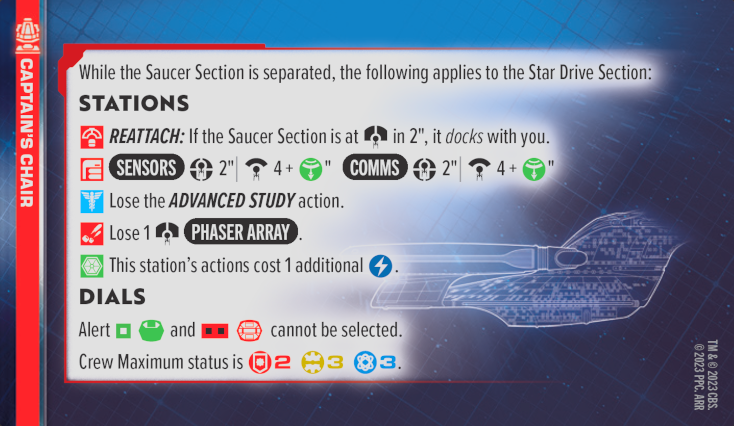 CAPTAIN'S CHAIR
While the Saucer Section is separated, the following applies to the Star Drive Section:
STATIONS
REATTACH: If the Saucer Section is at in 2", it docks with you.
SENSORS 2" | 4 + " COMMS 2" | 4 + "
Lose the ADVANCED STUDY action.
Lose 1 PHASER ARRAY.
This station's actions cost 1 additional .
DIALS
Alert and cannot be selected.
Crew Maximum status is 2 3 3.
TM & © 2023 CBS.
© 2023 PPC. ARR